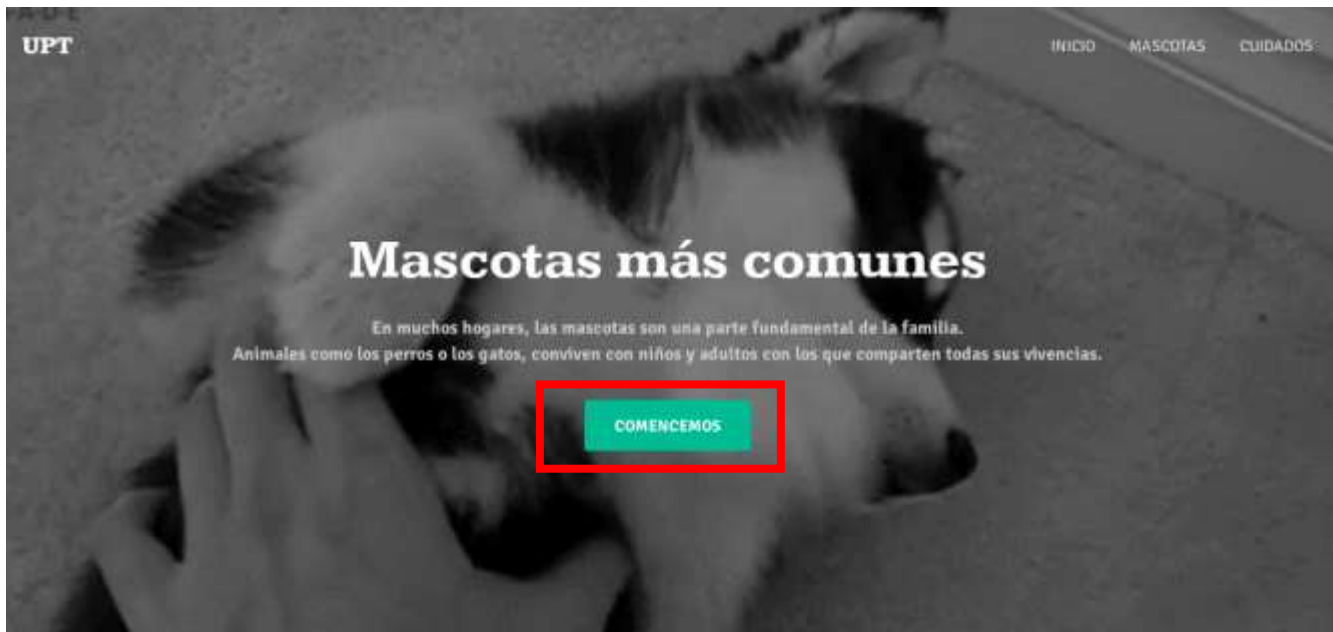 UPT
INICIO MASCOTAS CUIDADOS
Mascotas más comunes
En muchos hogares, las mascotas son una parte fundamental de la familia.
Animales como los perros o los gatos, conviven con niños y adultos con los que comparten todas sus vivencias.
COMENCEMOS